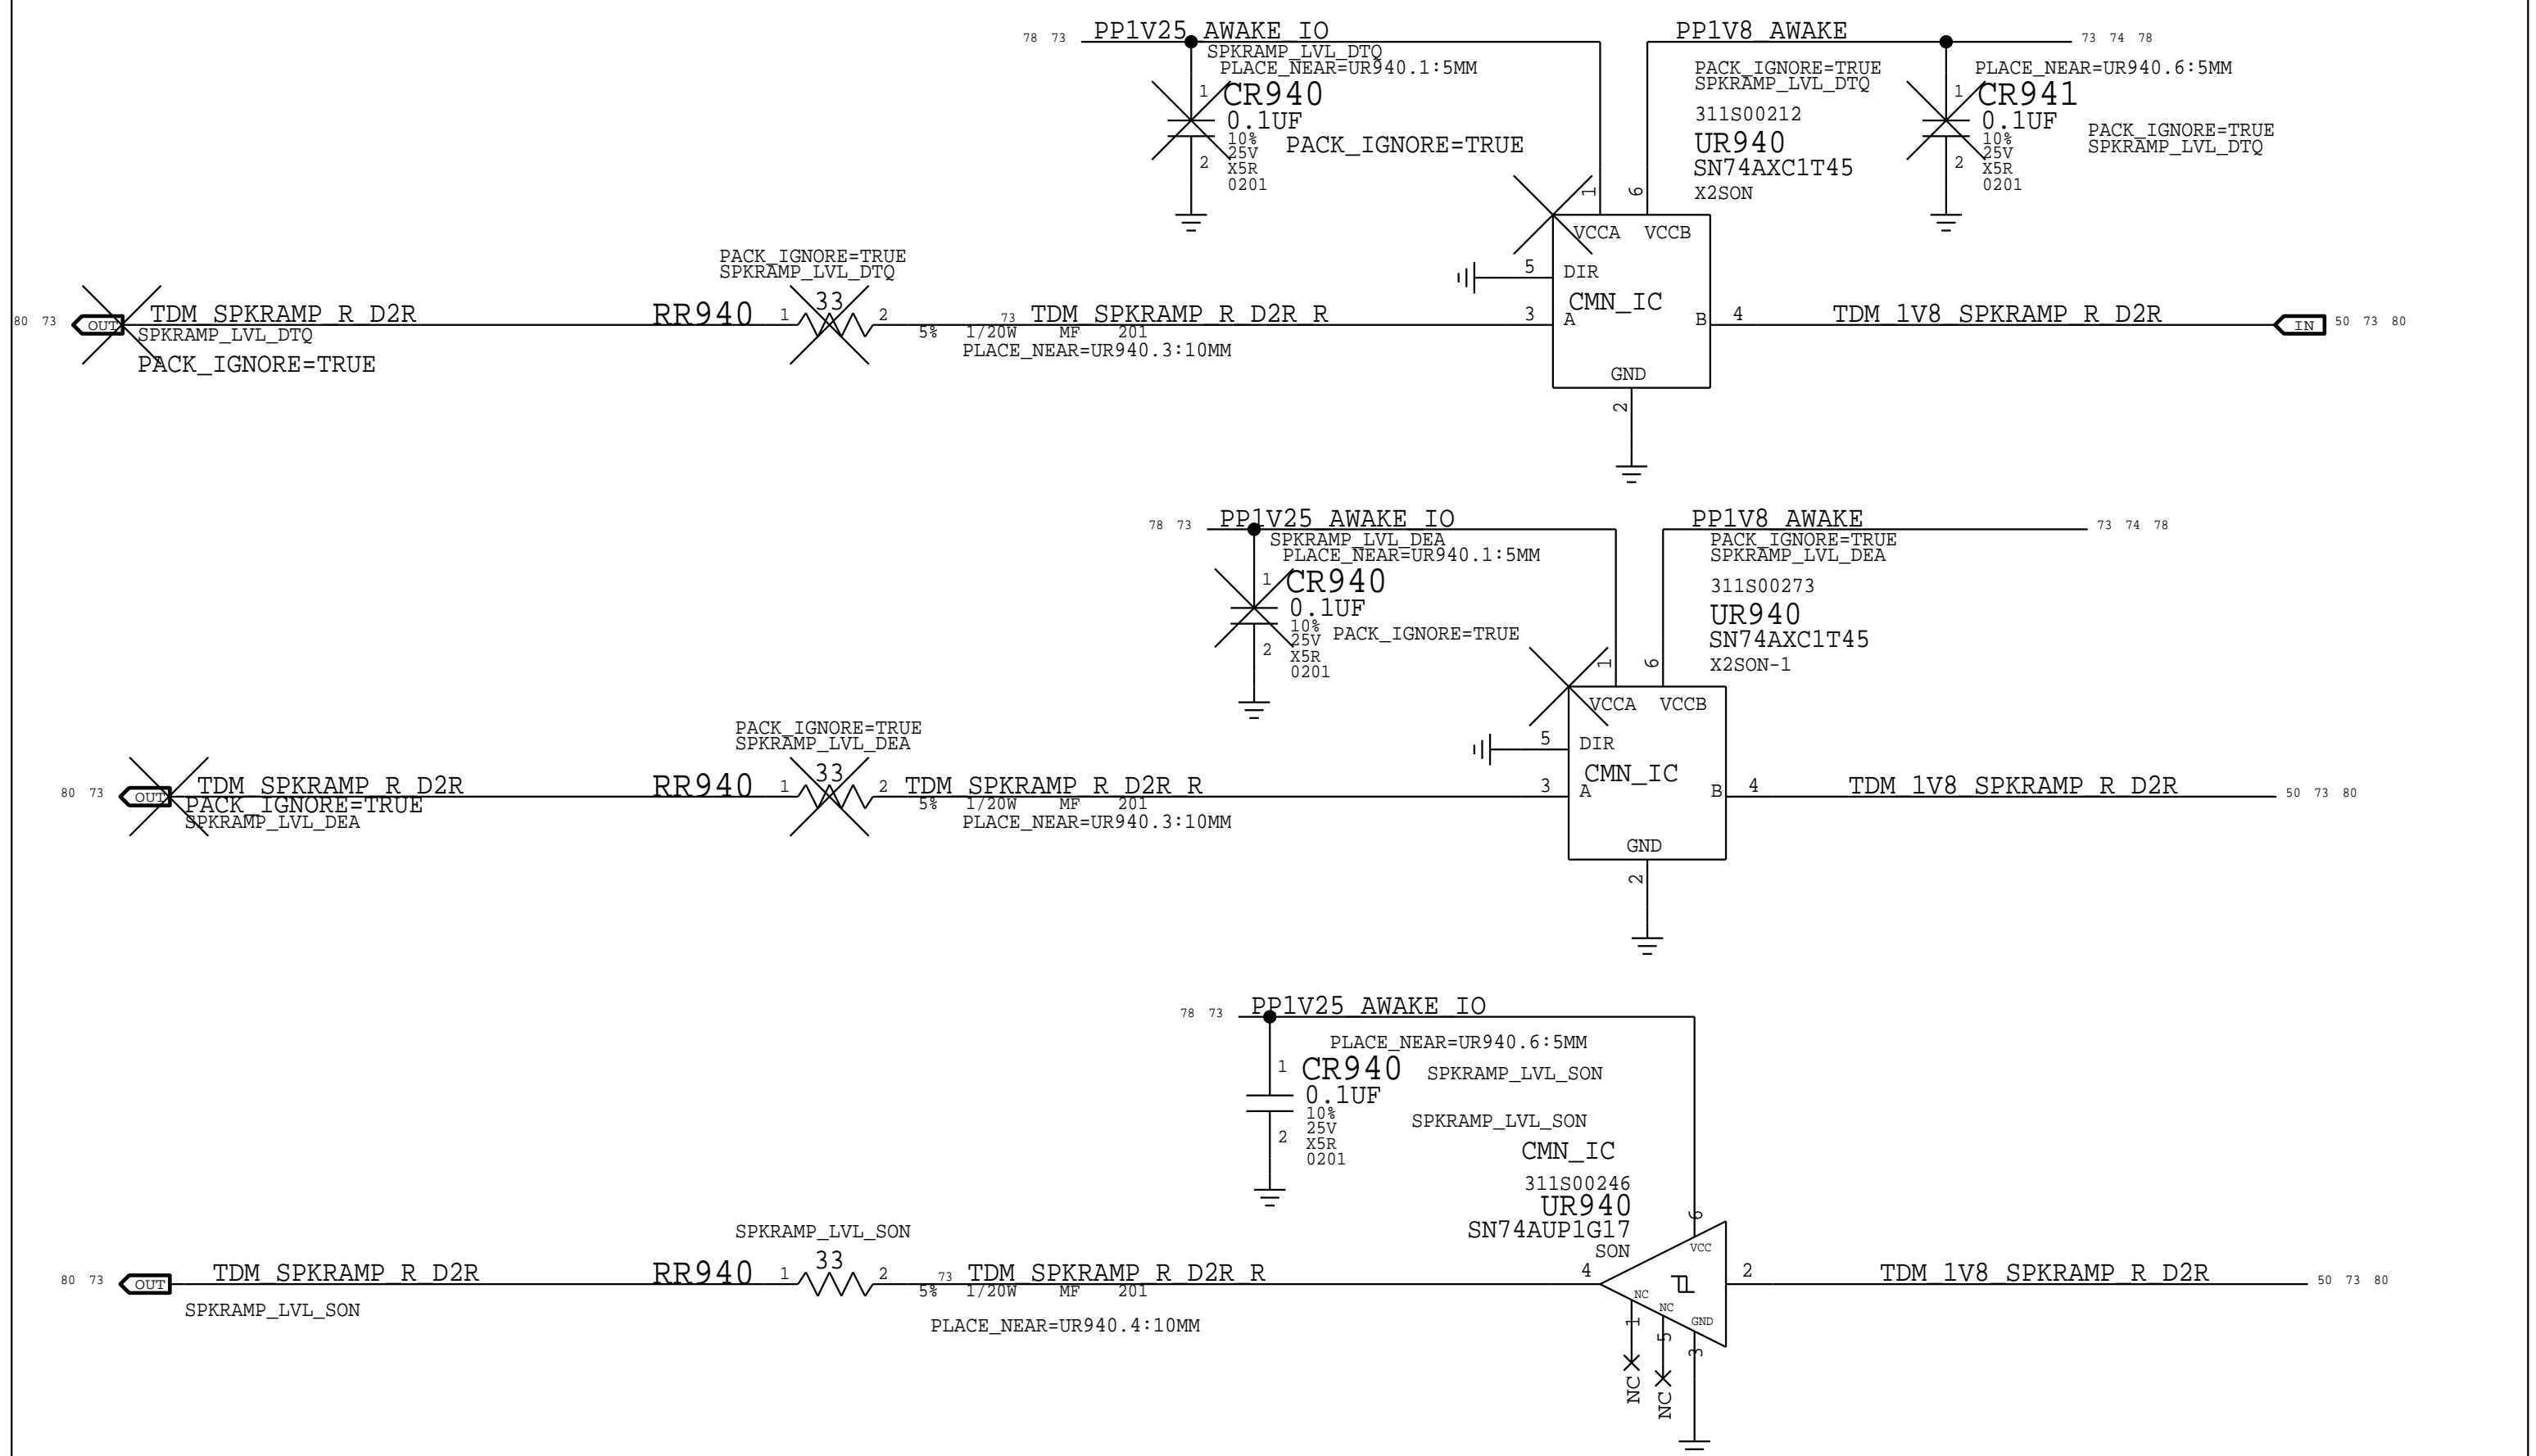 78 73 PP1V25_AWAKE_IO
SPKRAMP_LVL_DTQ
PLACE_NEAR=UR940.1:5MM
1 CR940
0.1UF
10%
25V
2 X5R
0201
PACK_IGNORE=TRUE
PP1V8_AWAKE 73 74 78
PACK_IGNORE=TRUE
SPKRAMP_LVL_DTQ
311S00212
UR940
SN74AXC1T45
X2SON
PLACE_NEAR=UR940.6:5MM
1 CR941
0.1UF
10%
25V
2 X5R
0201
PACK_IGNORE=TRUE
SPKRAMP_LVL_DTQ
1 6
VCCA VCCB
5 DIR
CMN_IC
3 A B 4
GND
2
PACK_IGNORE=TRUE
SPKRAMP_LVL_DTQ
80 73 OUT TDM_SPKRAMP_R_D2R
SPKRAMP_LVL_DTQ
PACK_IGNORE=TRUE
RR940 1 33 2
5% 1/20W MF 201
73 TDM_SPKRAMP_R_D2R_R
PLACE_NEAR=UR940.3:10MM
TDM_1V8_SPKRAMP_R_D2R IN 50 73 80
78 73 PP1V25_AWAKE_IO
SPKRAMP_LVL_DEA
PLACE_NEAR=UR940.1:5MM
1 CR940
0.1UF
10%
25V
2 X5R
0201
PACK_IGNORE=TRUE
PP1V8_AWAKE 73 74 78
PACK_IGNORE=TRUE
SPKRAMP_LVL_DEA
311S00273
UR940
SN74AXC1T45
X2SON-1
1 6
VCCA VCCB
5 DIR
CMN_IC
3 A B 4
GND
2
PACK_IGNORE=TRUE
SPKRAMP_LVL_DEA
80 73 OUT TDM_SPKRAMP_R_D2R
PACK_IGNORE=TRUE
SPKRAMP_LVL_DEA
RR940 1 33 2
TDM_SPKRAMP_R_D2R_R
5% 1/20W MF 201
PLACE_NEAR=UR940.3:10MM
TDM_1V8_SPKRAMP_R_D2R 50 73 80
78 73 PP1V25_AWAKE_IO
PLACE_NEAR=UR940.6:5MM
1 CR940 SPKRAMP_LVL_SON
0.1UF
10%
25V
2 X5R
0201
SPKRAMP_LVL_SON
CMN_IC
311S00246
UR940
SN74AUP1G17
SON
6
VCC
4 2
NC
NC
GND
1
5
3
NC
NC
SPKRAMP_LVL_SON
80 73 OUT TDM_SPKRAMP_R_D2R
SPKRAMP_LVL_SON
RR940 1 33 2
73 TDM_SPKRAMP_R_D2R_R
5% 1/20W MF 201
PLACE_NEAR=UR940.4:10MM
TDM_1V8_SPKRAMP_R_D2R 50 73 80